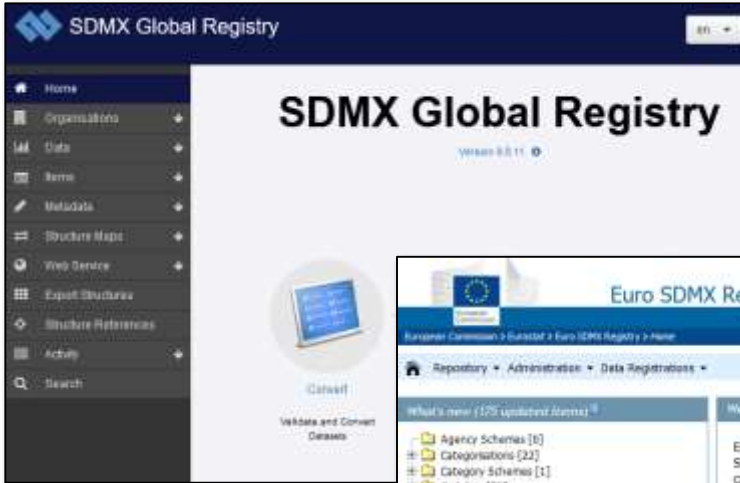 SDMX Global Registry
en
Home
Organisations
Data
Items
Metadata
Structure Maps
Web Service
Export Structures
Structure References
Activity
Search
SDMX Global Registry
Convert
Validate and Convert
Datasets
Euro SDMX Re
European Commission > Eurostat > Euro SDMX Registry > Home
Repository Administration Data Registrations
What's new (175 updated items)
Agency Schemes [6]
Categorisations [22]
Category Schemes [1]